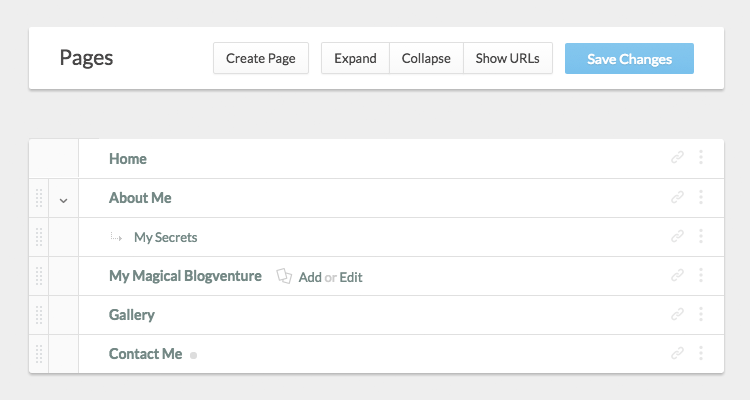 Pages
Create Page
Expand Collapse Show URLs
Save Changes
Home
About Me
My Secrets
My Magical Blogventure Add or Edit
Gallery
Contact Me